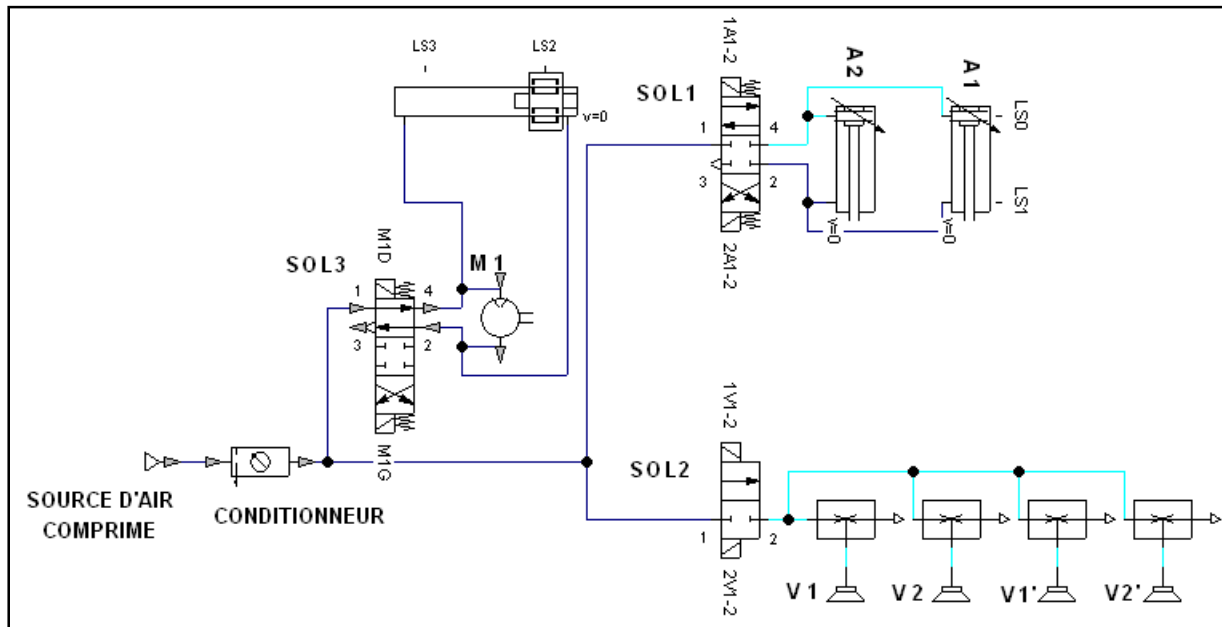 LS3
LS2
v=0
1A1-2
SOL1
1
4
3
2
2A1-2
A 2
A 1
LS0
LS1
v=0
v=0
M1D
SOL3
M 1
1
4
3
2
M1G
SOURCE D'AIR
COMPRIME
CONDITIONNEUR
1V1-2
SOL2
1
2
2V1-2
V 1
V 2
V1'
V2'